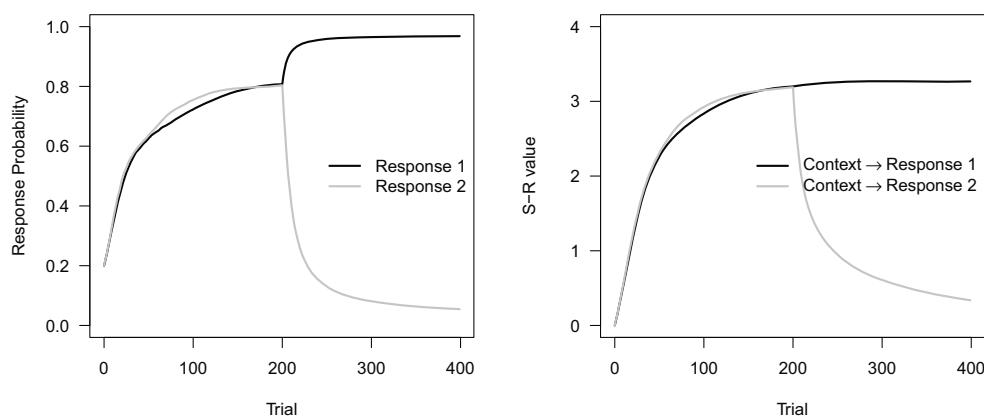 Response Probability
1.0
0.8
0.6
0.4
0.2
0.0
Response 1
Response 2
0 100 200 300 400
Trial
S−R value
4
3
2
1
0
Context → Response 1
Context → Response 2
0 100 200 300 400
Trial